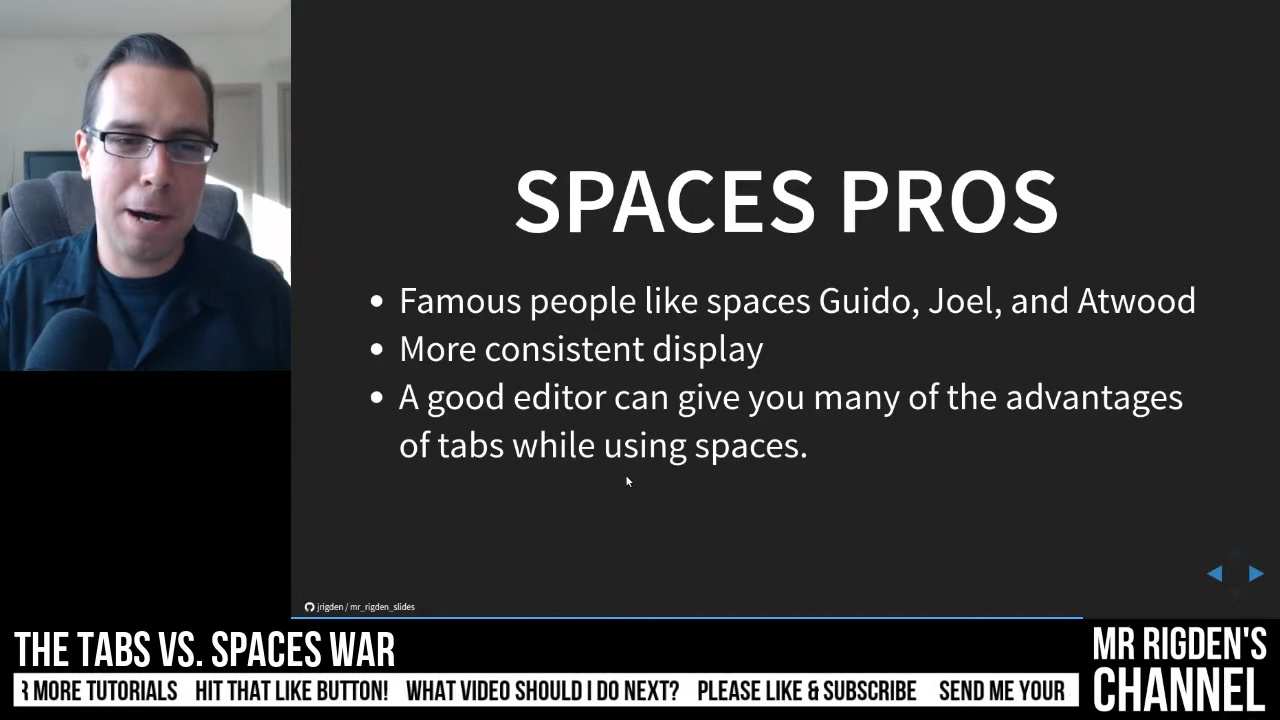 SPACES PROS
Famous people like spaces Guido, Joel, and Atwood
More consistent display
A good editor can give you many of the advantages
of tabs while using spaces.
jrigden / mr_rigden_slides
THE TABS VS. SPACES WAR
R MORE TUTORIALS HIT THAT LIKE BUTTON! WHAT VIDEO SHOULD I DO NEXT? PLEASE LIKE & SUBSCRIBE SEND ME YOUR
MR RIGDEN'S
CHANNEL